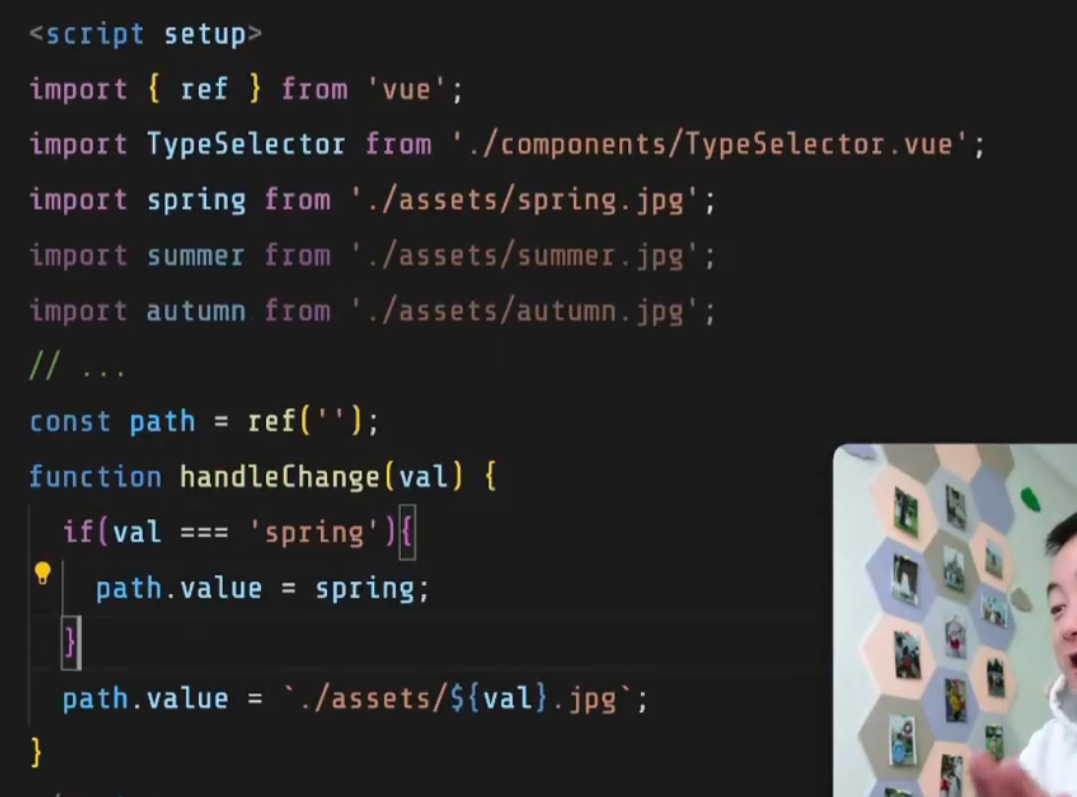 <script setup>
import { ref } from 'vue';
import TypeSelector from './components/TypeSelector.vue';
import spring from './assets/spring.jpg';
import summer from './assets/summer.jpg';
import autumn from './assets/autumn.jpg';
// ...
const path = ref('');
function handleChange(val) {
if(val === 'spring'){
path.value = spring;
}
path.value = `./assets/${val}.jpg`;
}